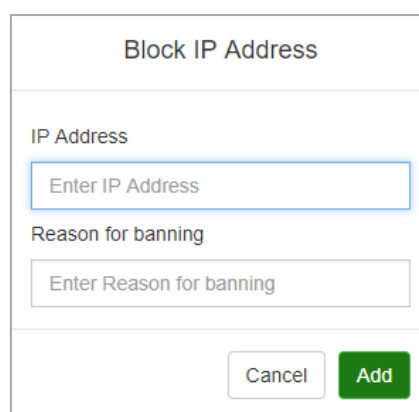 Block IP Address
IP Address
Enter IP Address
Reason for banning
Enter Reason for banning
Cancel Add